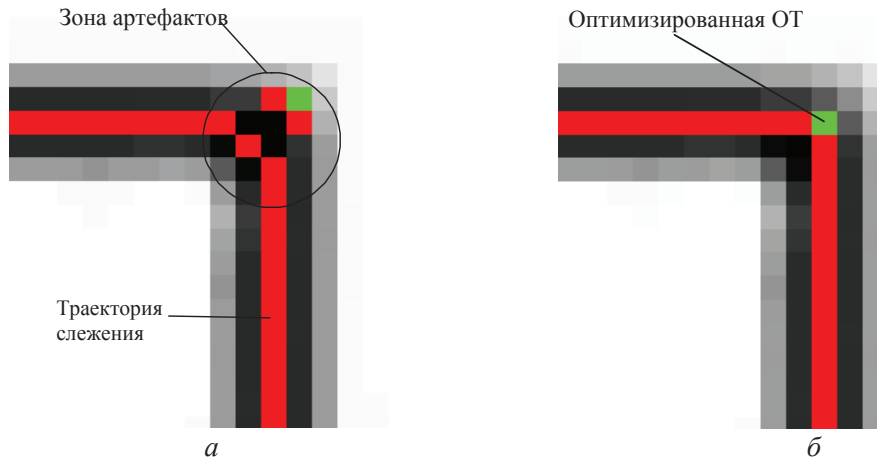 Зона артефактов
Оптимизированная ОТ
Траектория
слежения
а
б